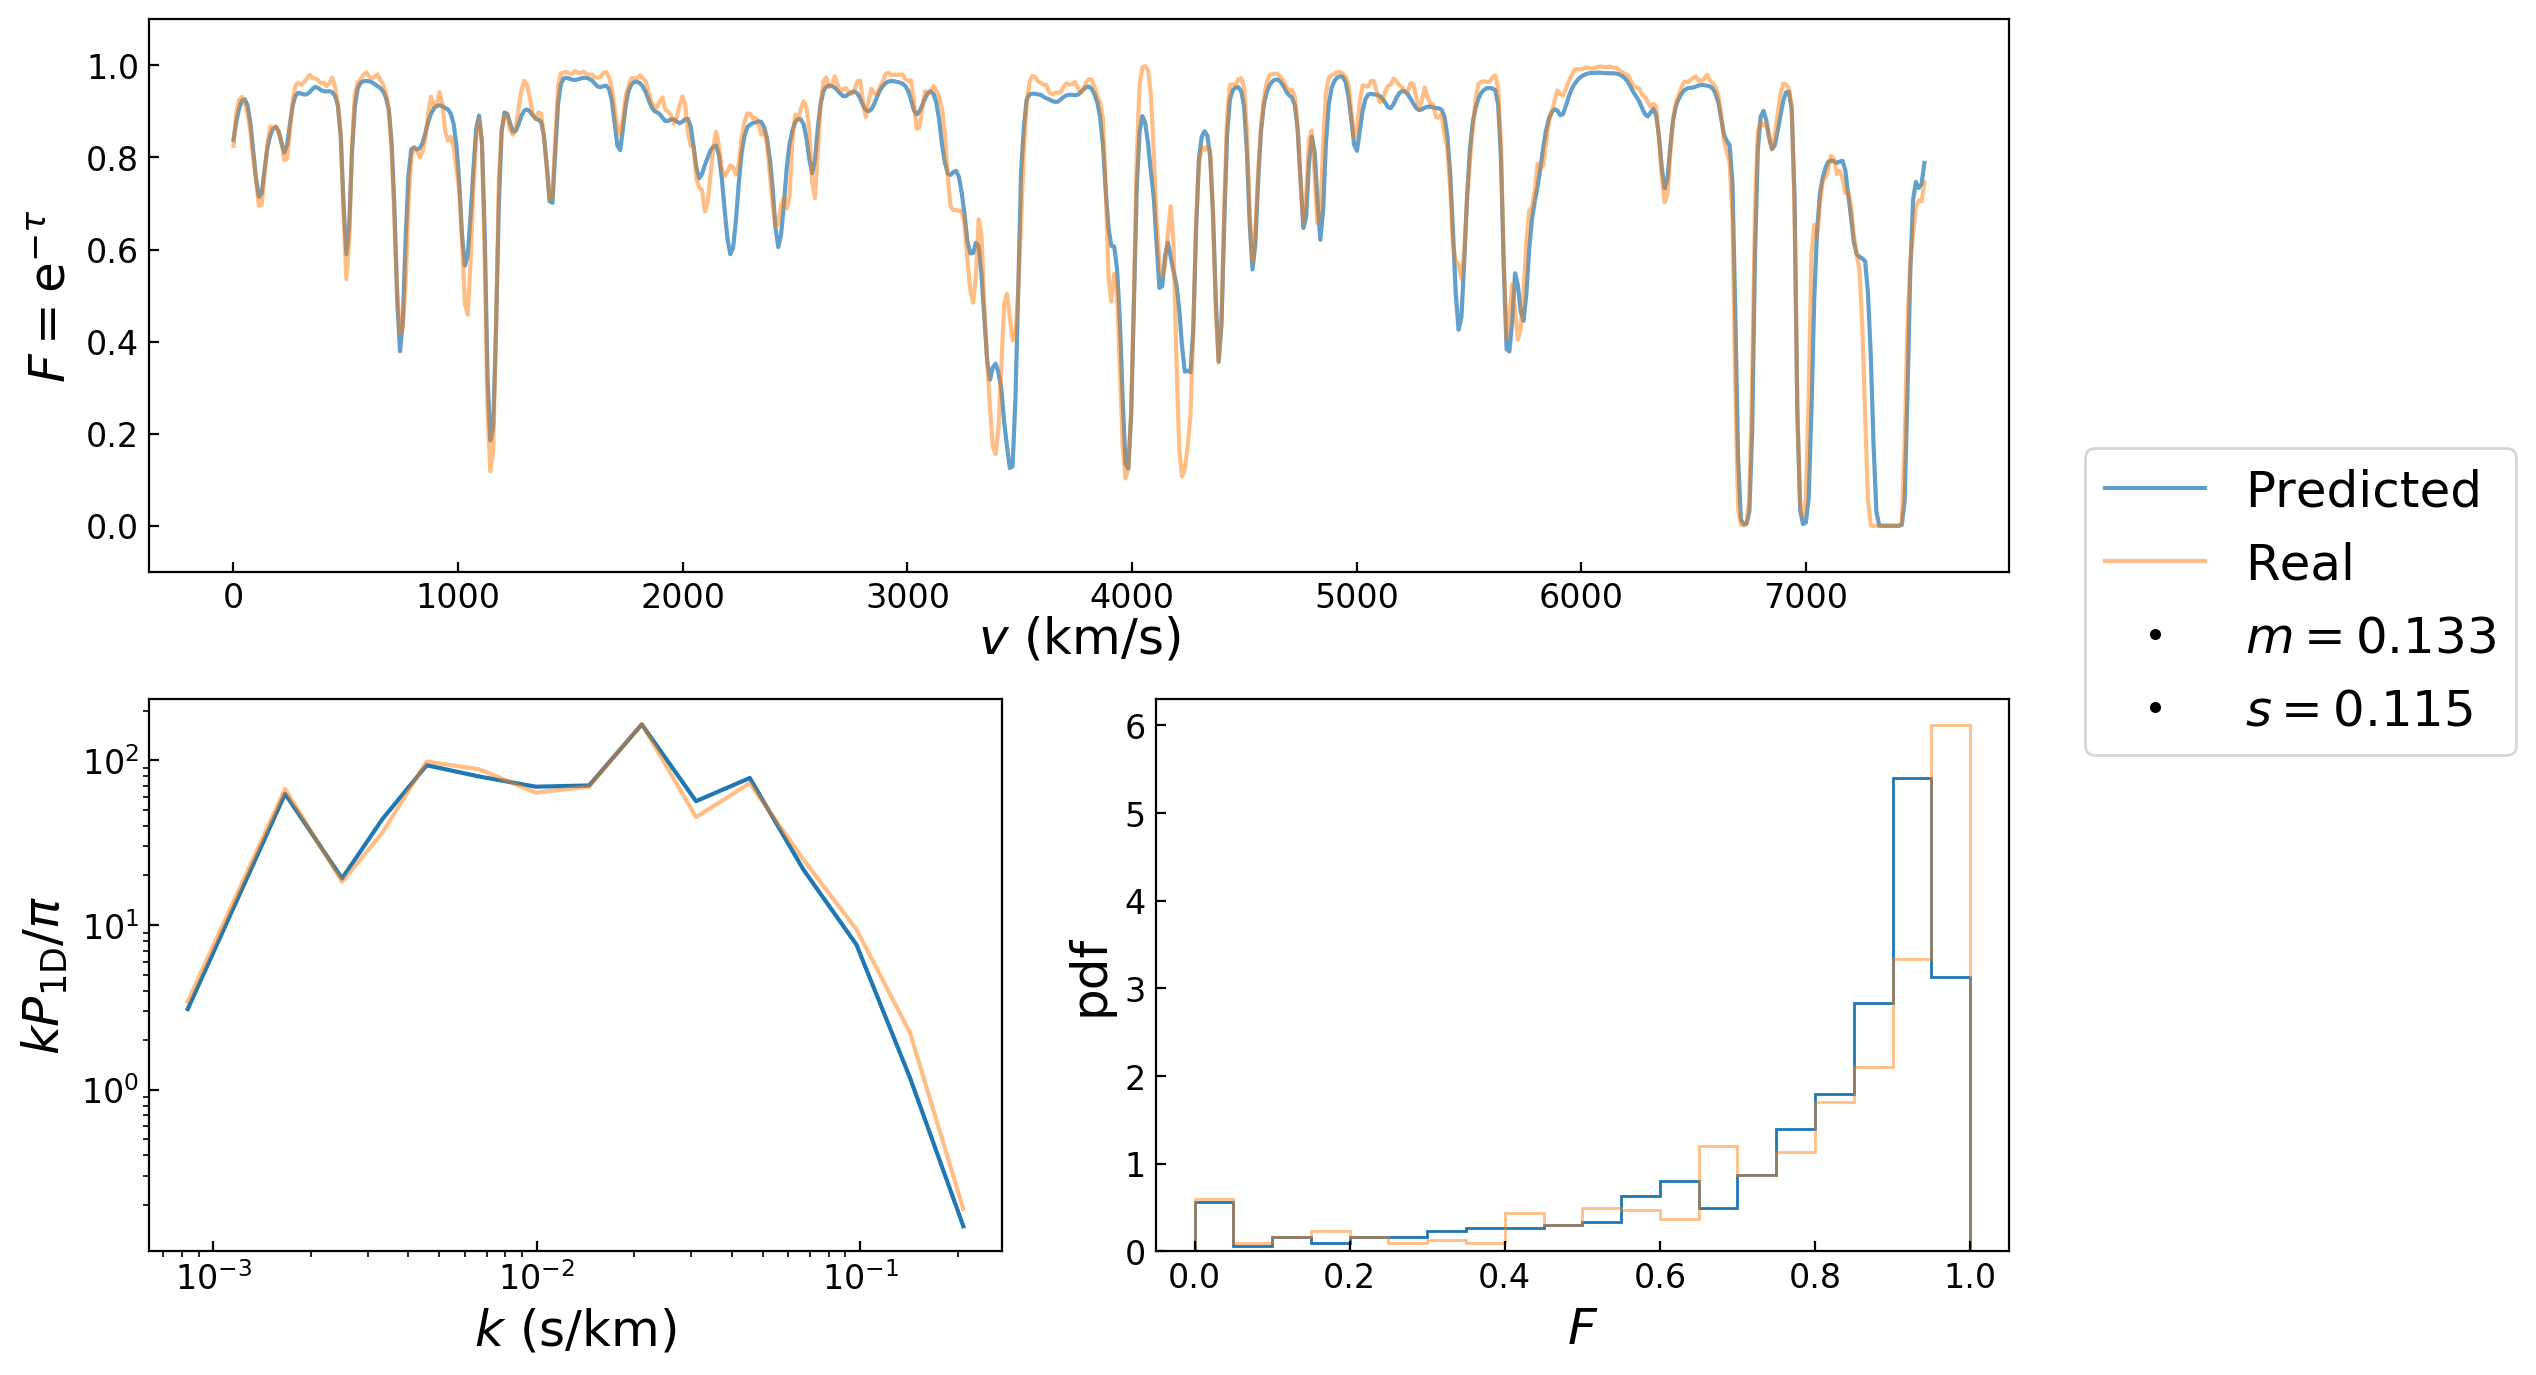 F = e^{-τ}
1.0
0.8
0.6
0.4
0.2
0.0
0 1000 2000 3000 4000 5000 6000 7000
v (km/s)
Predicted
Real
m = 0.133
s = 0.115
kP_{1D}/π
10^2
10^1
10^0
10^{-3} 10^{-2} 10^{-1}
k (s/km)
pdf
6
5
4
3
2
1
0
0.0 0.2 0.4 0.6 0.8 1.0
F